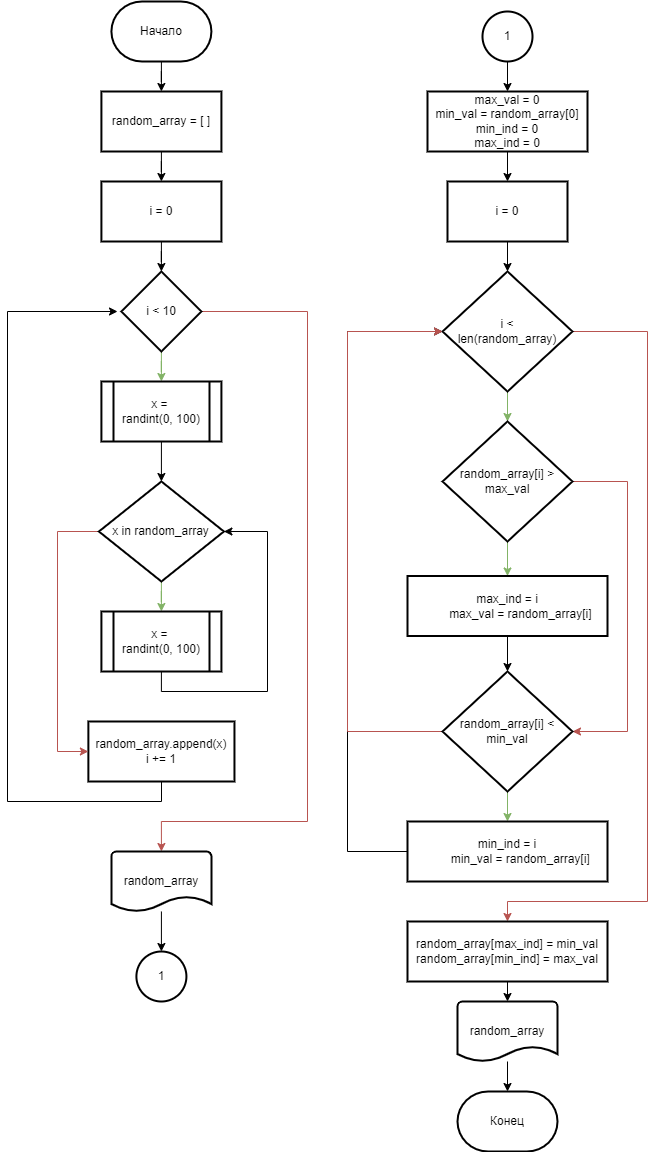 Начало
random_array = [ ]
i = 0
i < 10
x =
randint(0, 100)
x in random_array
x =
randint(0, 100)
random_array.append(x)
i += 1
random_array
1
1
max_val = 0
min_val = random_array[0]
min_ind = 0
max_ind = 0
i = 0
i <
len(random_array)
random_array[i] >
max_val
max_ind = i
max_val = random_array[i]
random_array[i] <
min_val
min_ind = i
min_val = random_array[i]
random_array[max_ind] = min_val
random_array[min_ind] = max_val
random_array
Конец